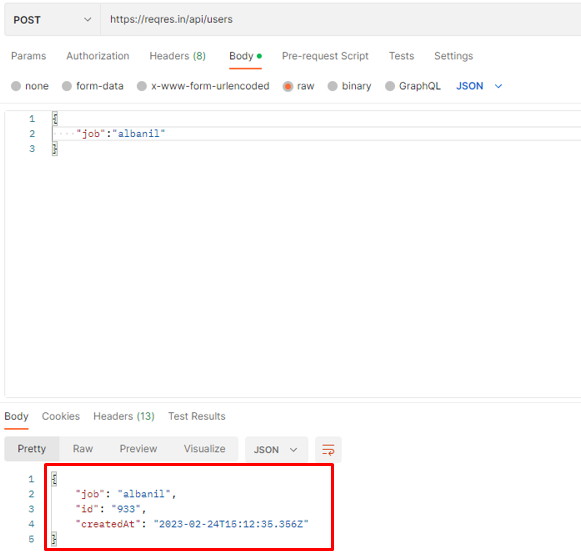 POST https://reqres.in/api/users
Params Authorization Headers (8) Body Pre-request Script Tests Settings
none form-data x-www-form-urlencoded raw binary GraphQL JSON
1 {
2 "job":"albanil"
3 }
Body Cookies Headers (13) Test Results
Pretty Raw Preview Visualize JSON
1 {
2 "job": "albanil",
3 "id": "933",
4 "createdAt": "2023-02-24T15:12:35.356Z"
5 }